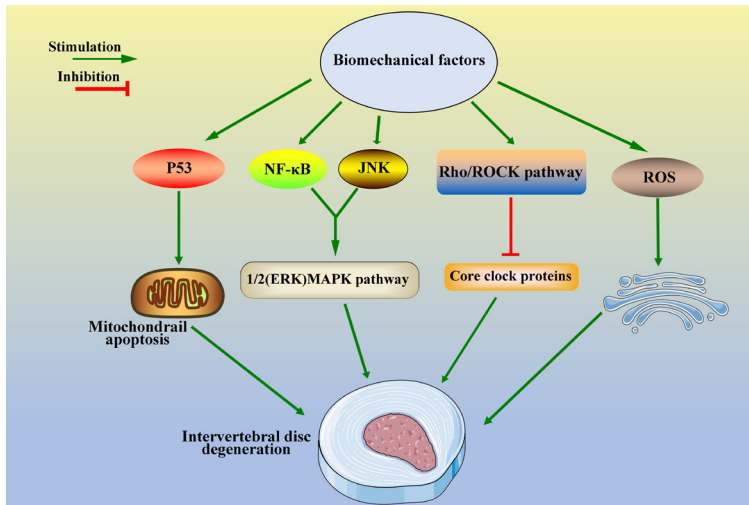 Stimulation
Inhibition
Biomechanical factors
P53
NF-κB
JNK
Rho/ROCK pathway
ROS
1/2(ERK)MAPK pathway
Core clock proteins
Mitochondrail
apoptosis
Intervertebral disc
degeneration